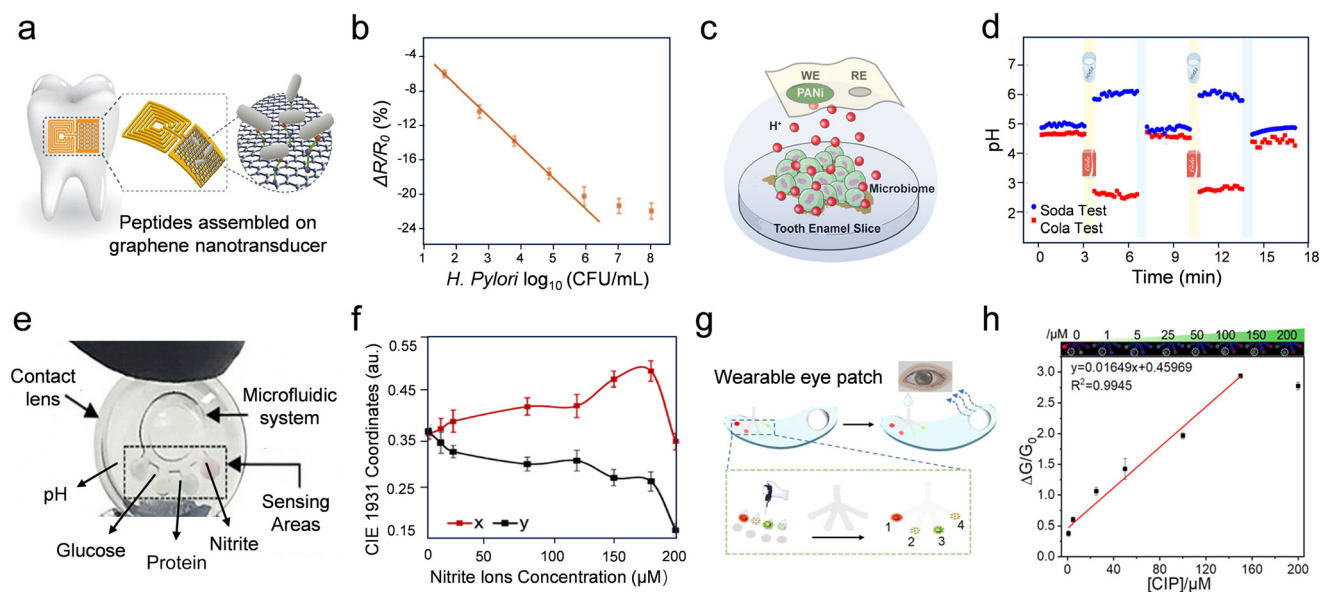 a
Peptides assembled on
graphene nanotransducer
b
ΔR/R0 (%)
-4
-8
-12
-16
-20
-24
1 2 3 4 5 6 7 8
H. Pylori log10 (CFU/mL)
c
WE RE
PANi
H+
Microbiome
Tooth Enamel Slice
d
pH
7
6
5
4
3
2
Soda
Soda
Cola
Cola
Soda Test
Cola Test
0 3 6 9 12 15 18
Time (min)
e
Contact
lens
Microfluidic
system
pH
Sensing
Areas
Glucose
Protein
Nitrite
f
CIE 1931 Coordinates (au.)
0.55
0.45
0.35
0.25
0.15
x y
0 50 100 150 200
Nitrite Ions Concentration (μM)
g
Wearable eye patch
1
2
3
4
h
/μM 0 1 5 25 50 100 150 200
y=0.01649x+0.45969
R2=0.9945
ΔG/G0
3.0
2.5
2.0
1.5
1.0
0.5
0.0
0 40 80 120 160 200
[CIP]/μM